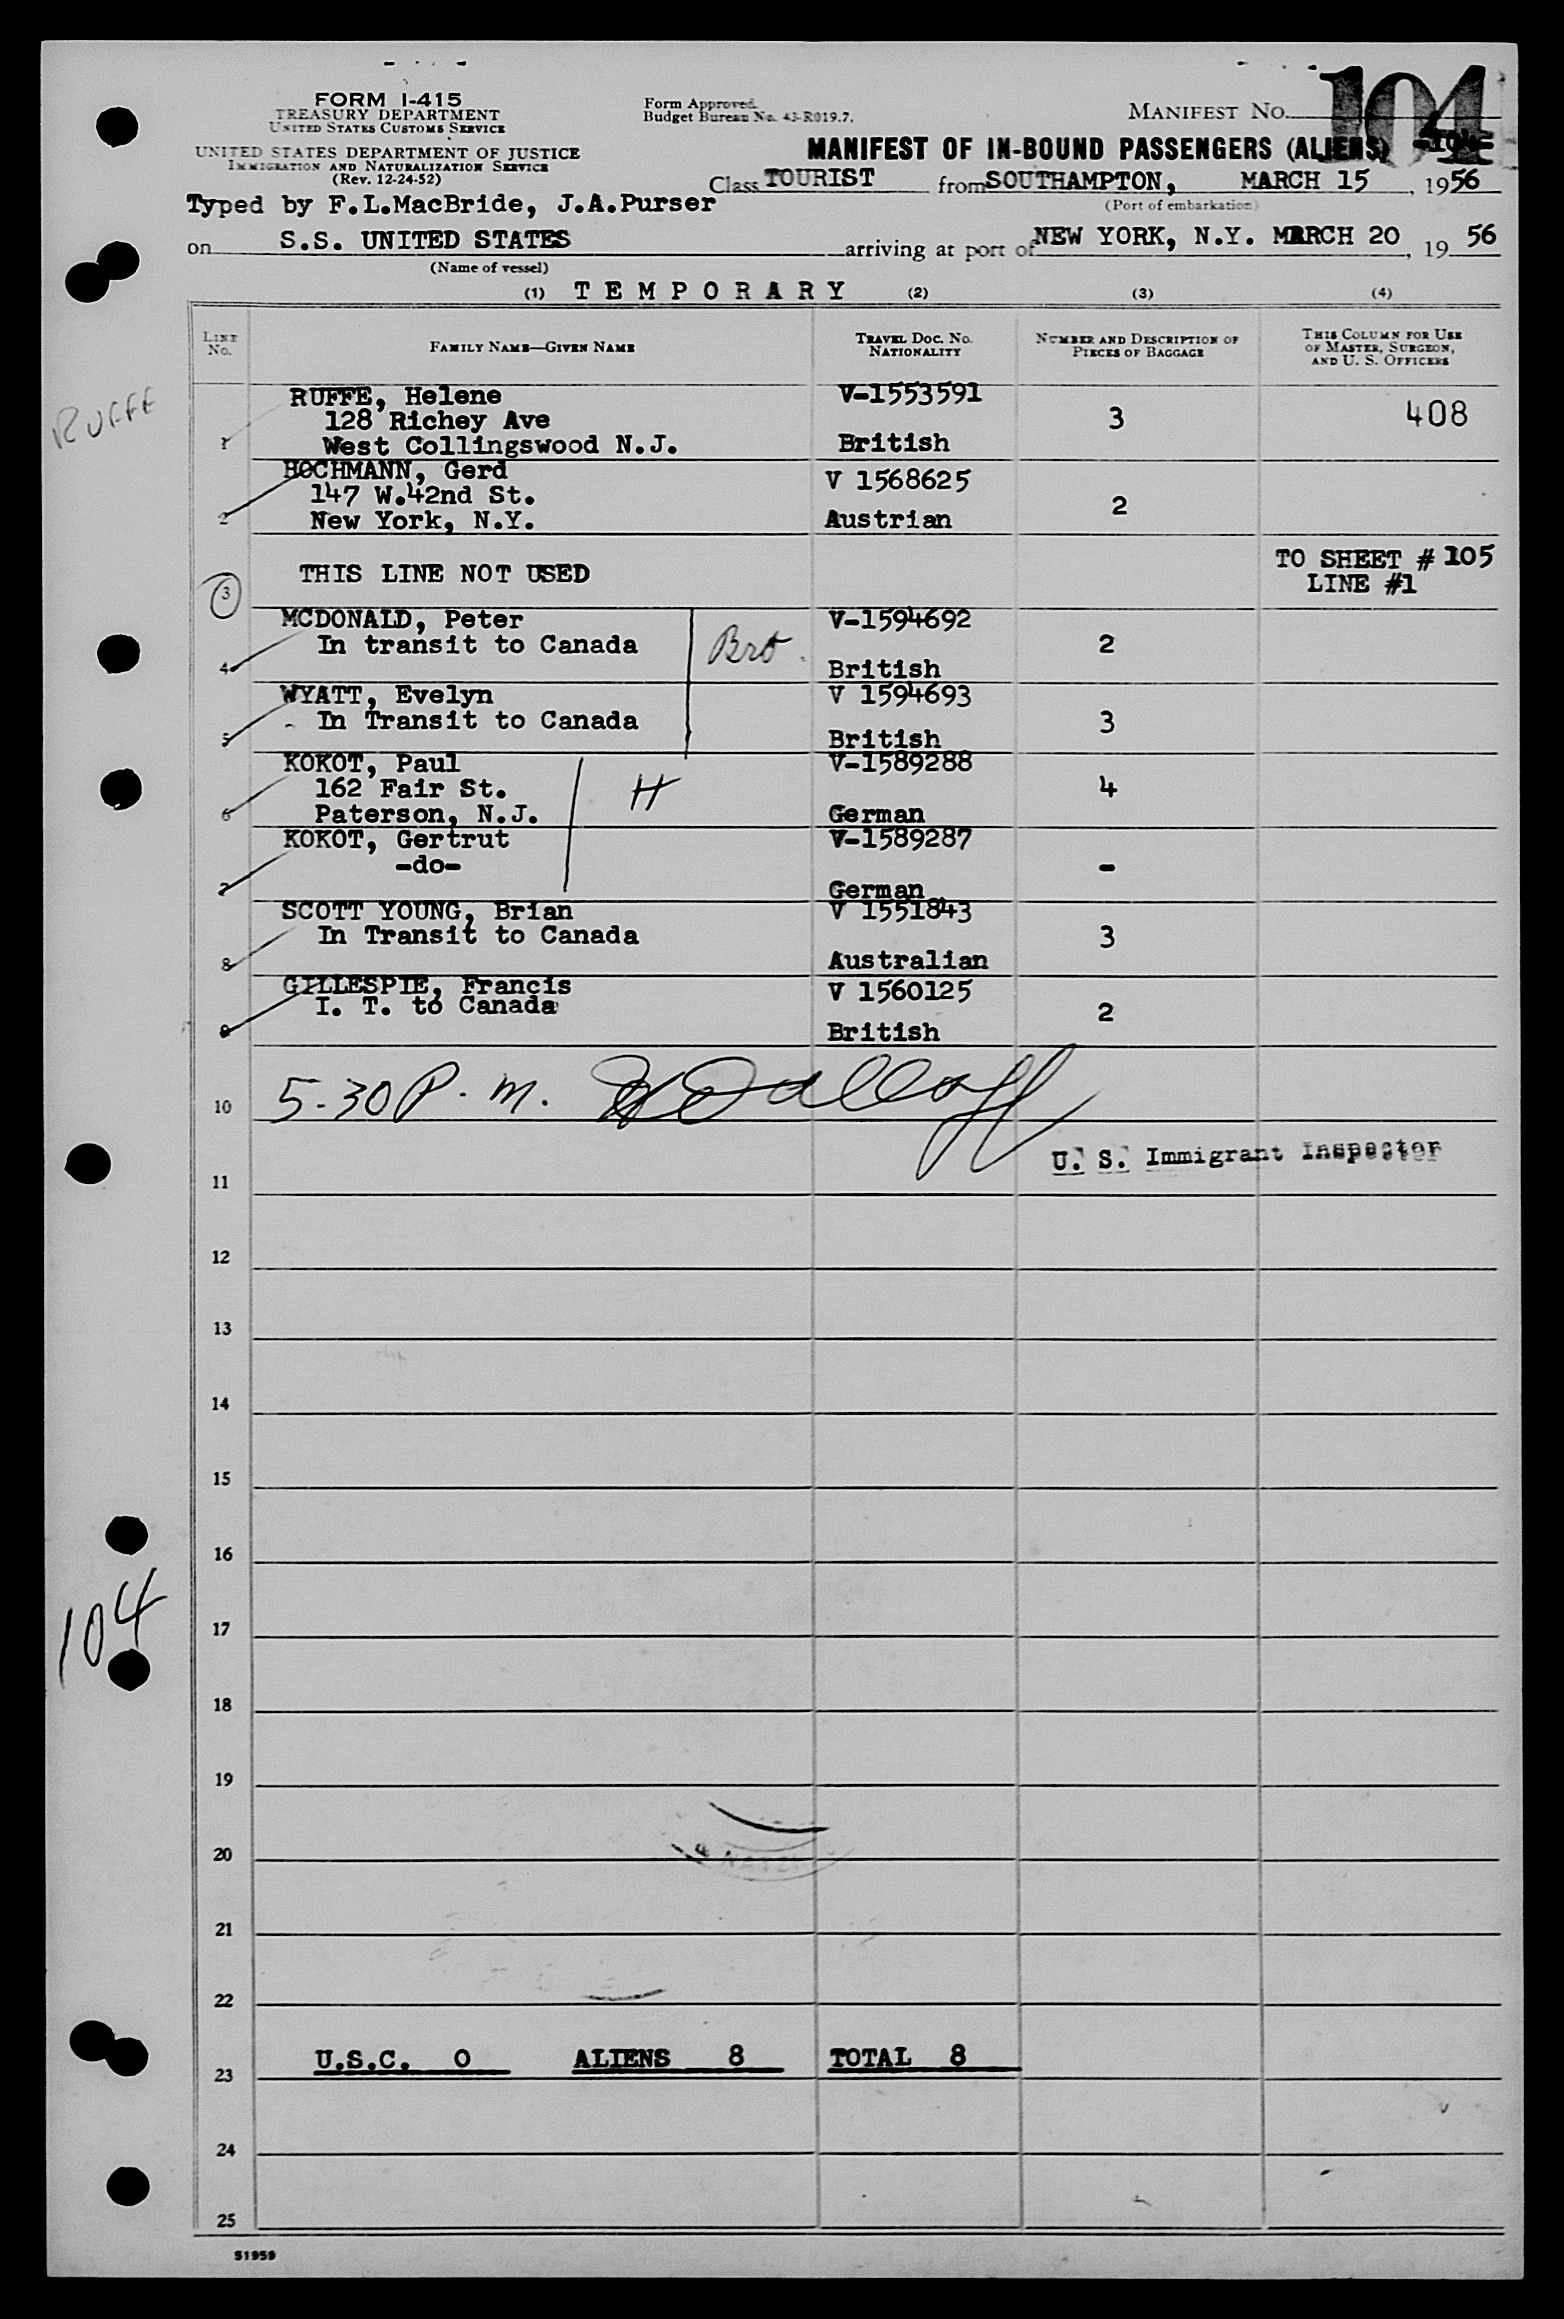 FORM I-415
TREASURY DEPARTMENT
UNITED STATES CUSTOMS SERVICE
UNITED STATES DEPARTMENT OF JUSTICE
IMMIGRATION AND NATURALIZATION SERVICE
(Rev. 12-24-52)
Form Approved.
Budget Bureau No. 43-R019.7.
MANIFEST NO. 104
MANIFEST OF IN-BOUND PASSENGERS (ALIENS)
Class TOURIST from SOUTHAMPTON, MARCH 15, 1956
(Port of embarkation)
Typed by F.L.MacBride, J.A.Purser
on S.S. UNITED STATES arriving at port of NEW YORK, N.Y. MARCH 20, 19 56
(Name of vessel)
(1) T E M P O R A R Y (2) (3) (4)
LINE NO.
FAMILY NAME—GIVEN NAME
TRAVEL DOC. NO. NATIONALITY
NUMBER AND DESCRIPTION OF PIECES OF BAGGAGE
THIS COLUMN FOR USE OF MASTER, SURGEON, AND U. S. OFFICERS
RUFFE
1 RUFFE, Helene V-1553591
128 Richey Ave 3 408
West Collingswood N.J. British
2 HOCHMANN, Gerd V 1568625
147 W.42nd St. 2
New York, N.Y. Austrian
3 THIS LINE NOT USED TO SHEET # 105
LINE #1
4 MCDONALD, Peter V-1594692
In transit to Canada Bro. 2
British
5 WYATT, Evelyn V 1594693
- In Transit to Canada 3
British
6 KOKOT, Paul V-1589288
162 Fair St. H 4
Paterson, N.J. German
7 KOKOT, Gertrut V-1589287
-do- -
German
8 SCOTT YOUNG, Brian V 1551843
In Transit to Canada 3
Australian
9 GILLESPIE, Francis V 1560125
I. T. to Canada 2
British
10 5-30 P.M.
U. S. Immigrant Inspector
11
12
13
14
15
16
104
17
18
19
20
21
22
23 U.S.C. 0 ALIENS 8 TOTAL 8
24
25
51959